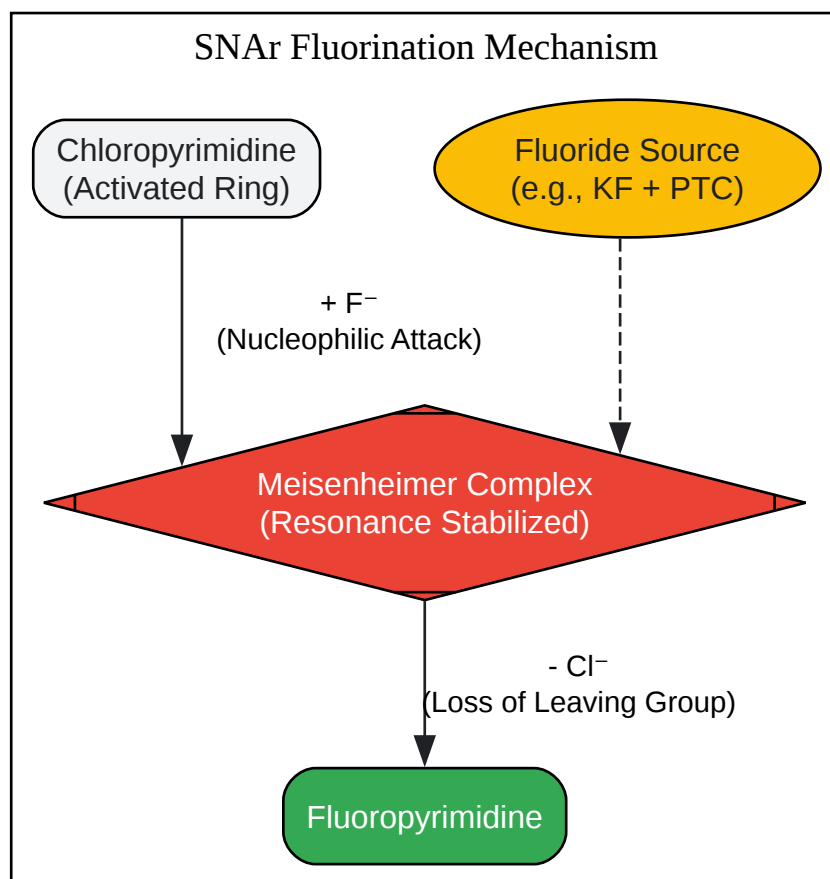 SNAr Fluorination Mechanism
Chloropyrimidine
(Activated Ring)
Fluoride Source
(e.g., KF + PTC)
+ F⁻
(Nucleophilic Attack)
Meisenheimer Complex
(Resonance Stabilized)
- Cl⁻
(Loss of Leaving Group)
Fluoropyrimidine